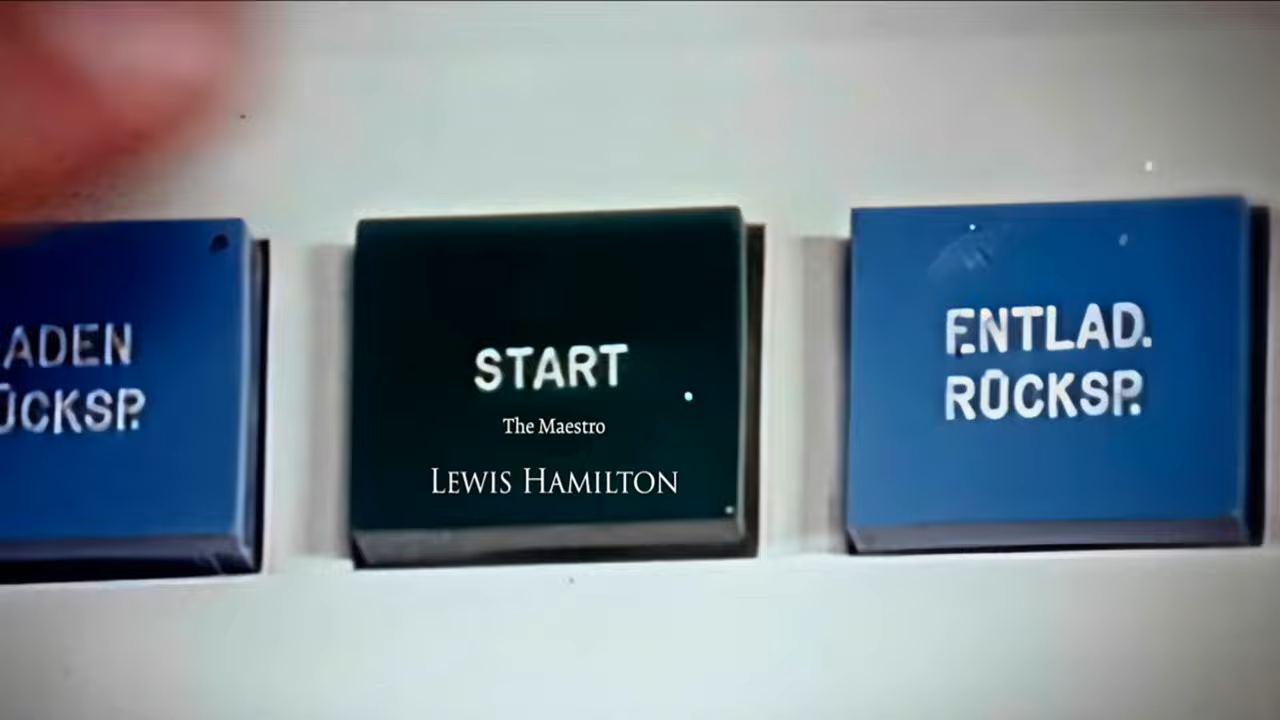 ADEN
ÜCKSP.
START
The Maestro
LEWIS HAMILTON
ENTLAD.
RÜCKSP.